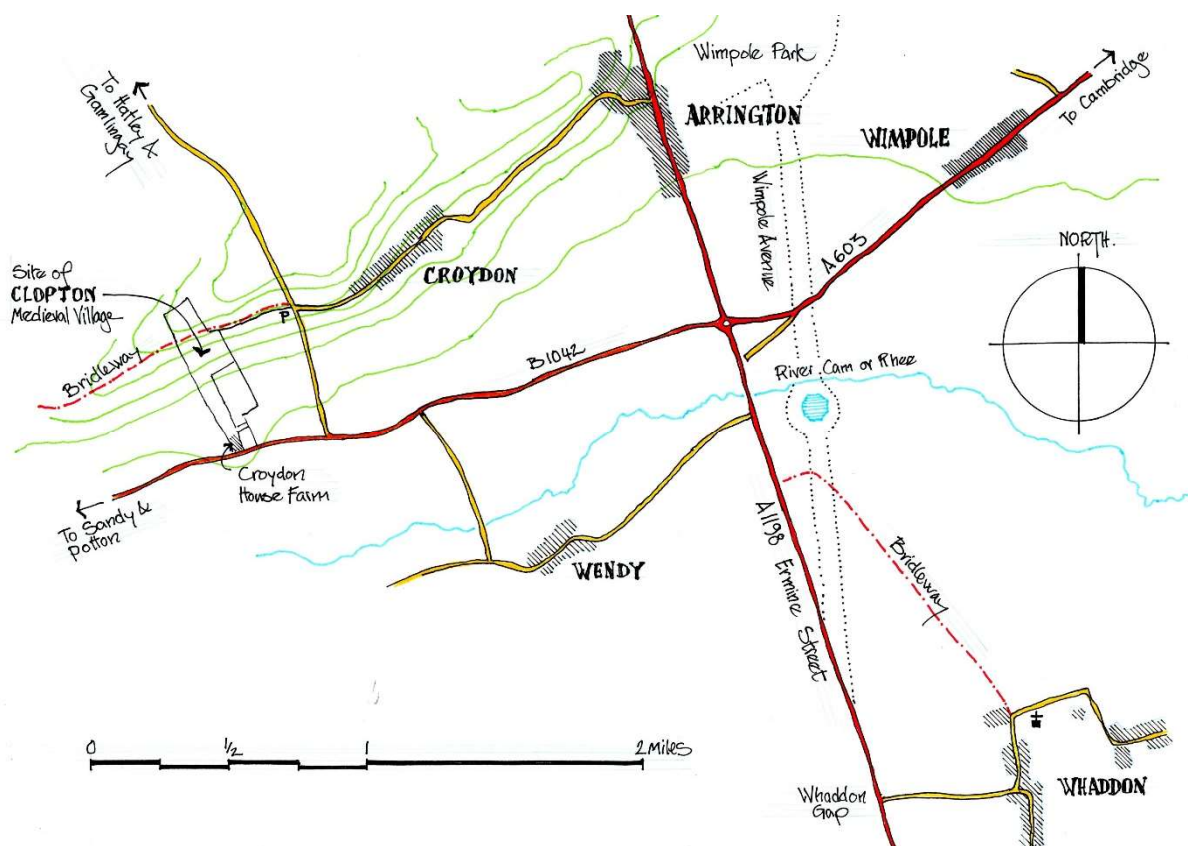 Wimpole Park
To Cambridge
To Hatley &
Gamlingay
ARRINGTON
WIMPOLE
Wimpole Avenue
A603
NORTH.
Site of
CLOPTON
Medieval Village
CROYDON
P
Bridleway
B1042
River Cam or Rhee
Croydon
House Farm
To Sandy &
Potton
WENDY
A1198 Ermine Street
Bridleway
0 1/2 1 2 MILES
Whaddon
Gap
WHADDON